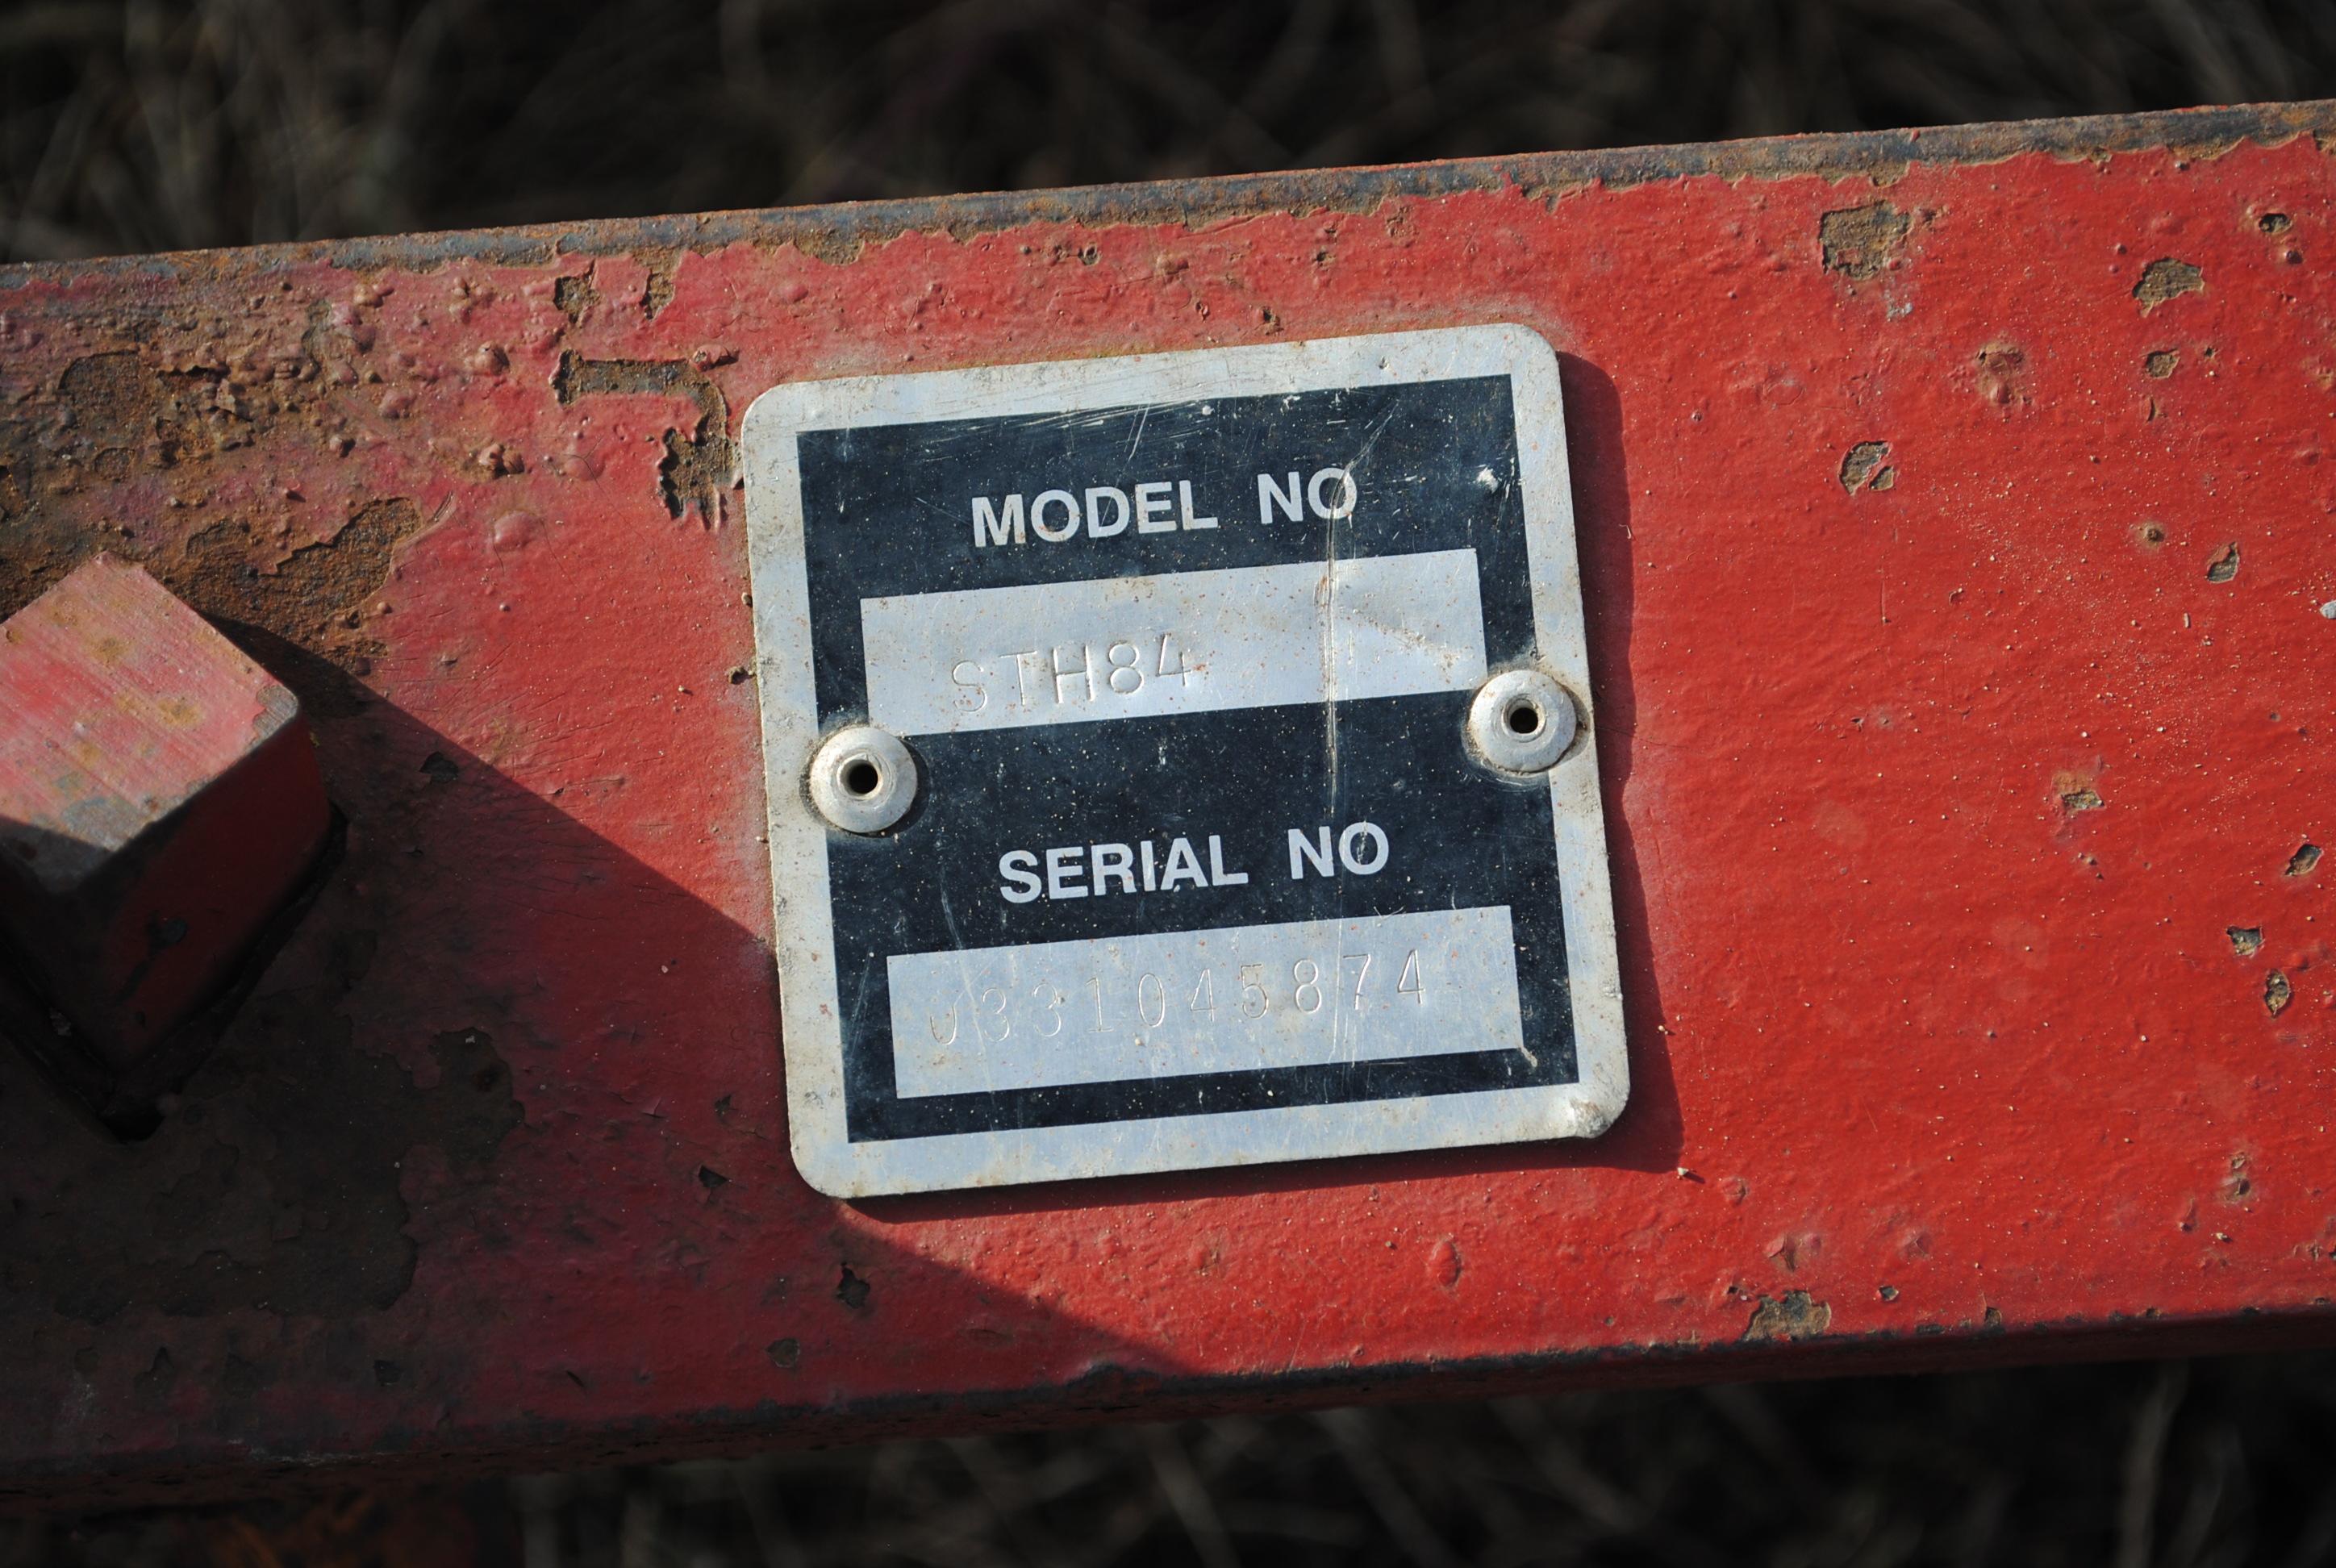 MODEL NO
STH84
SERIAL NO
0331045874